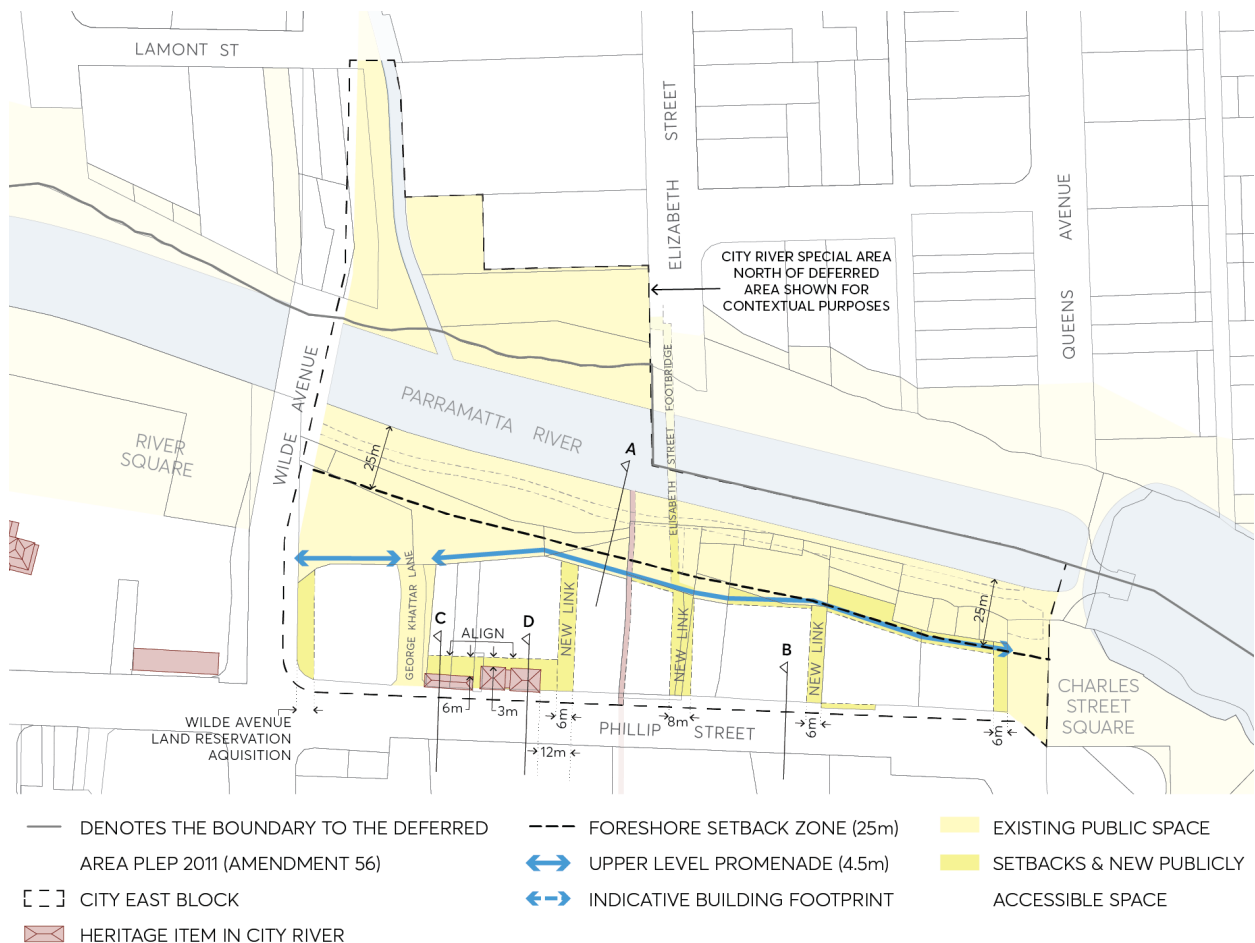 LAMONT ST
ELIZABETH STREET
QUEENS AVENUE
CITY RIVER SPECIAL AREA
NORTH OF DEFERRED
AREA SHOWN FOR
CONTEXTUAL PURPOSES
WILDE AVENUE
PARRAMATTA RIVER
ELISABETH STREET FOOTBRIDGE
RIVER
SQUARE
25m
A
GEORGE KHATTAR LANE
C
ALIGN
D
NEW LINK
NEW LINK
NEW LINK
B
25m
6m
3m
6m
8m
6m
6m
12m
WILDE AVENUE
LAND RESERVATION
AQUISITION
PHILLIP STREET
CHARLES
STREET
SQUARE
DENOTES THE BOUNDARY TO THE DEFERRED
AREA PLEP 2011 (AMENDMENT 56)
CITY EAST BLOCK
HERITAGE ITEM IN CITY RIVER
FORESHORE SETBACK ZONE (25m)
UPPER LEVEL PROMENADE (4.5m)
INDICATIVE BUILDING FOOTPRINT
EXISTING PUBLIC SPACE
SETBACKS & NEW PUBLICLY
ACCESSIBLE SPACE